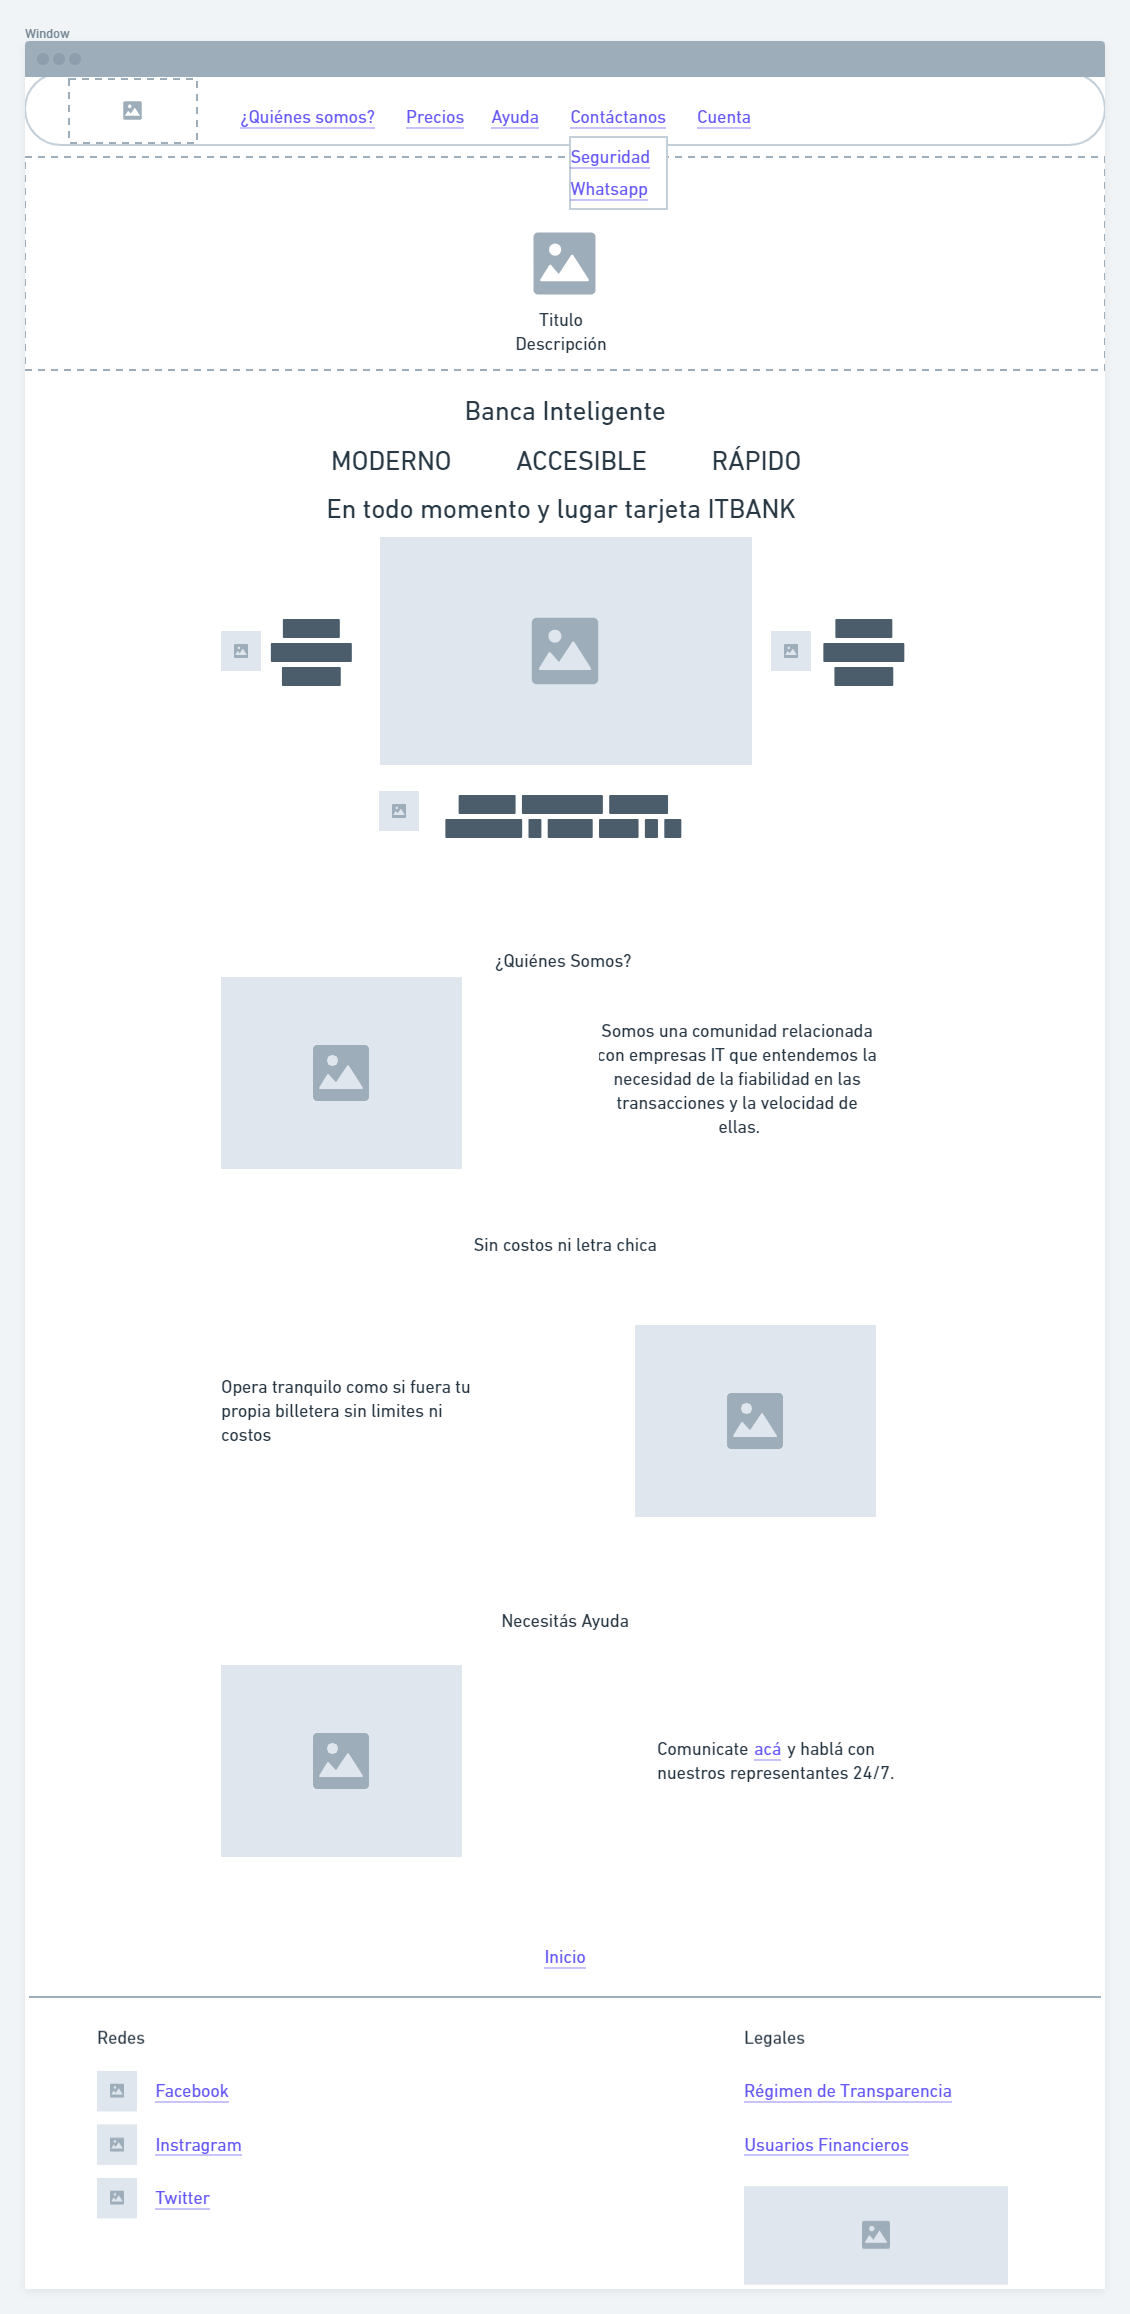 Window
¿Quiénes somos? Precios Ayuda Contáctanos Cuenta
Seguridad
Whatsapp
Titulo
Descripción
Banca Inteligente
MODERNO ACCESIBLE RÁPIDO
En todo momento y lugar tarjeta ITBANK
¿Quiénes Somos?
Somos una comunidad relacionada
con empresas IT que entendemos la
necesidad de la fiabilidad en las
transacciones y la velocidad de
ellas.
Sin costos ni letra chica
Opera tranquilo como si fuera tu
propia billetera sin limites ni
costos
Necesitás Ayuda
Comunicate acá y hablá con
nuestros representantes 24/7.
Inicio
Redes
Facebook
Instragram
Twitter
Legales
Régimen de Transparencia
Usuarios Financieros